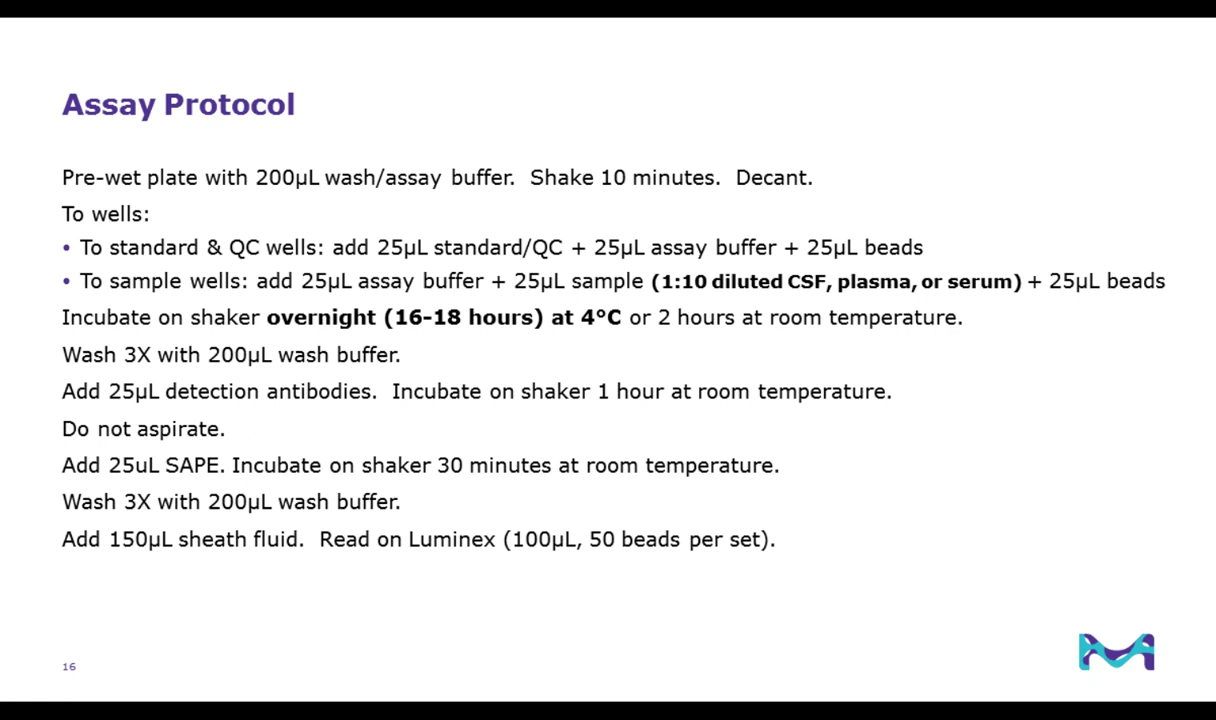 Assay Protocol
Pre-wet plate with 200µL wash/assay buffer.  Shake 10 minutes.  Decant.
To wells:
• To standard & QC wells: add 25µL standard/QC + 25µL assay buffer + 25µL beads
• To sample wells: add 25µL assay buffer + 25µL sample (1:10 diluted CSF, plasma, or serum) + 25µL beads
Incubate on shaker overnight (16-18 hours) at 4°C or 2 hours at room temperature.
Wash 3X with 200µL wash buffer.
Add 25µL detection antibodies.  Incubate on shaker 1 hour at room temperature.
Do not aspirate.
Add 25uL SAPE. Incubate on shaker 30 minutes at room temperature.
Wash 3X with 200µL wash buffer.
Add 150µL sheath fluid.  Read on Luminex (100µL, 50 beads per set).
16